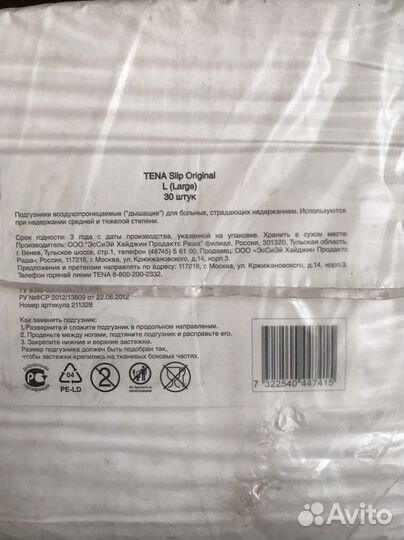 TENA Slip Original
L (Large)
30 штук
Подгузники воздухопроницаемые ("дышащие") для больных, страдающих недержанием. Используются
при недержании средней и тяжелой степени.
Срок годности: 3 года с даты производства, указанной на упаковке. Хранить в сухом месте.
Производитель: ООО "ЭсСиЭй Хайджин Продактс Раша" филиал, Россия, 301320, Тульская область,
г. Венев, Тульское шоссе, стр.1, телефон (48745) 5 61 00. Продавец: ООО «ЭсСиЭй Хайджин Продактс
Раша», Россия, 117218, г. Москва, ул. Кржижановского, д.14, корп.3.
Предложения и претензии направлять по адресу: 117218, г. Москва, ул. Кржижановского, д.14, корп.3.
Телефон горячей линии TENA 8-800-200-2332.
ТУ
РУ №ФСР 2012/13809 от 22.08.2012
Номер артикула 211328
Как заменить подгузник:
1.Разверните и сложите подгузник в продольном направлении.
2. Проденьте между ногами, подтяните подгузник и расправьте его.
3. Закрепите нижние и верхние застежки.
Размер подгузника должен быть подобран так,
чтобы застежки крепились на тканевых боковых частях.
04
PE-LD
Не бросать в канализацию
7 322540 447415
Avito